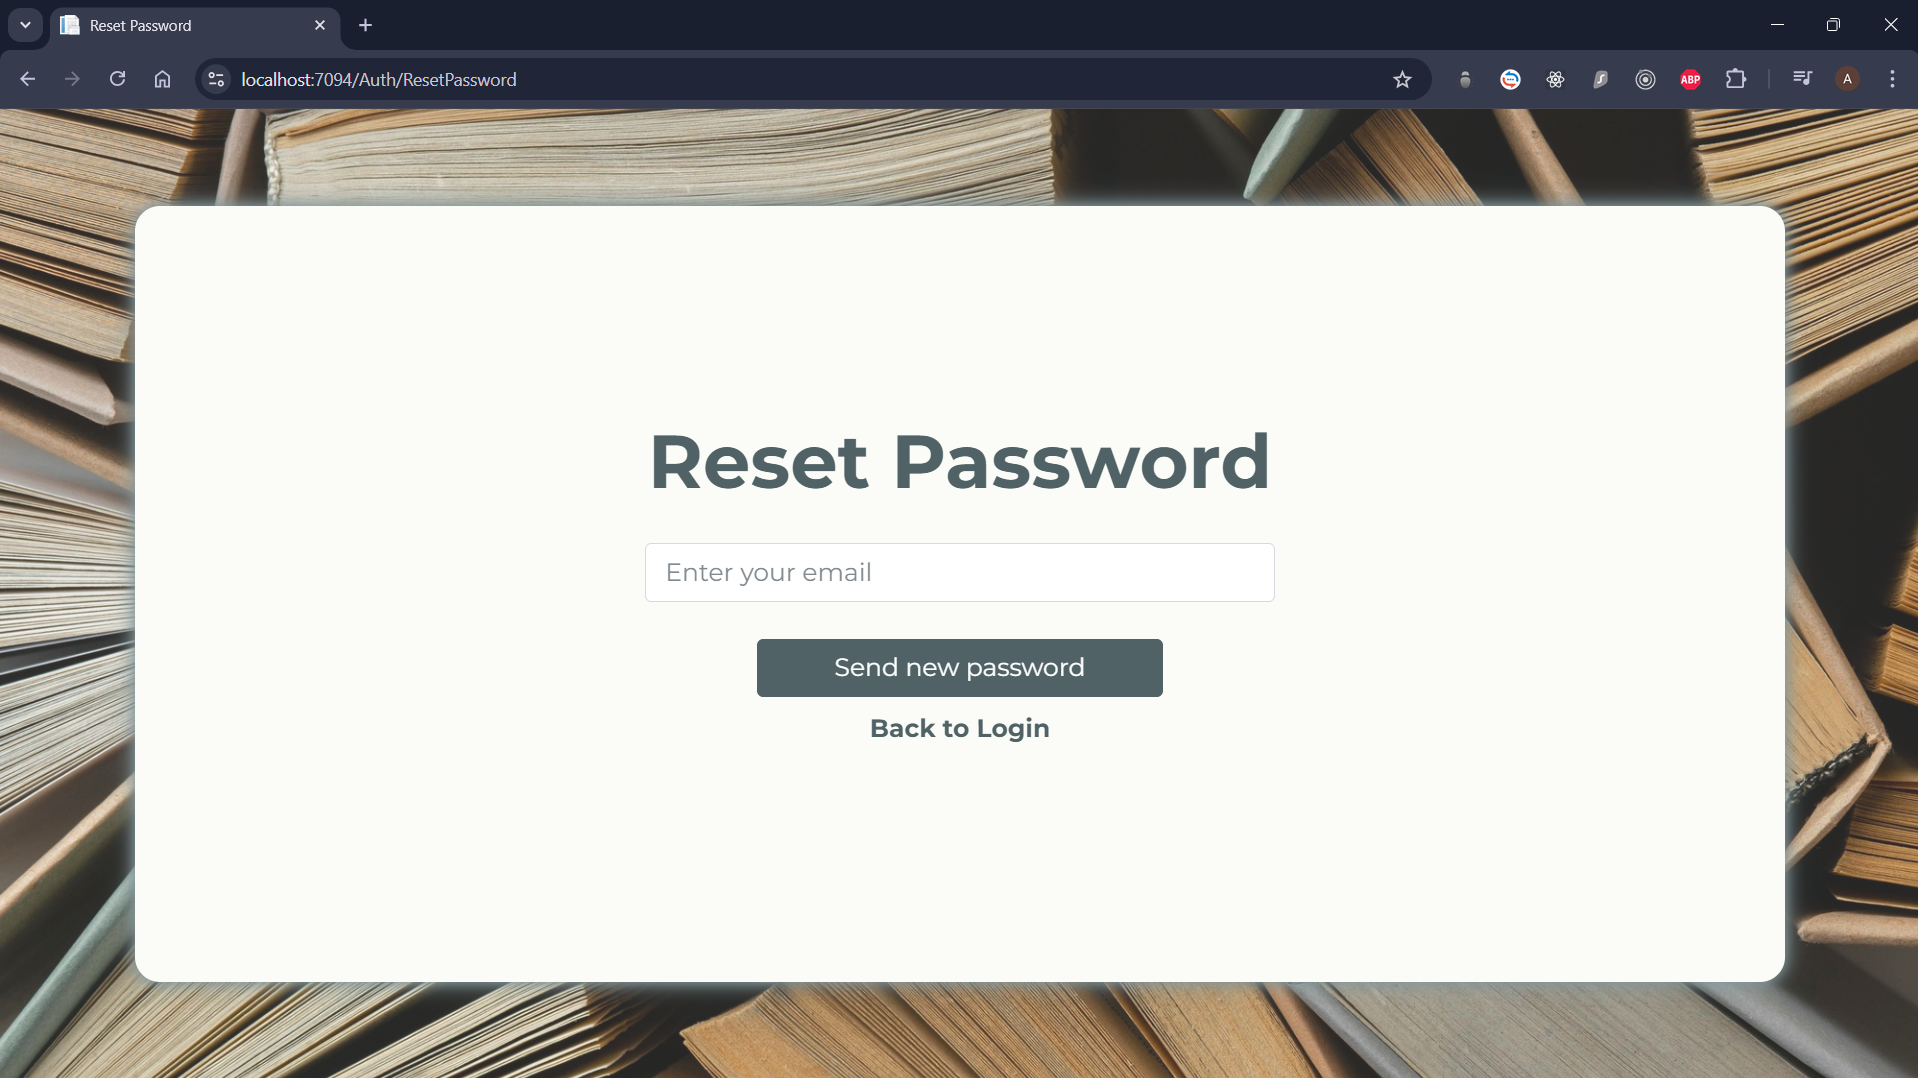 Reset Password
localhost:7094/Auth/ResetPassword
ABP
A
Reset Password
Enter your email
Send new password
Back to Login